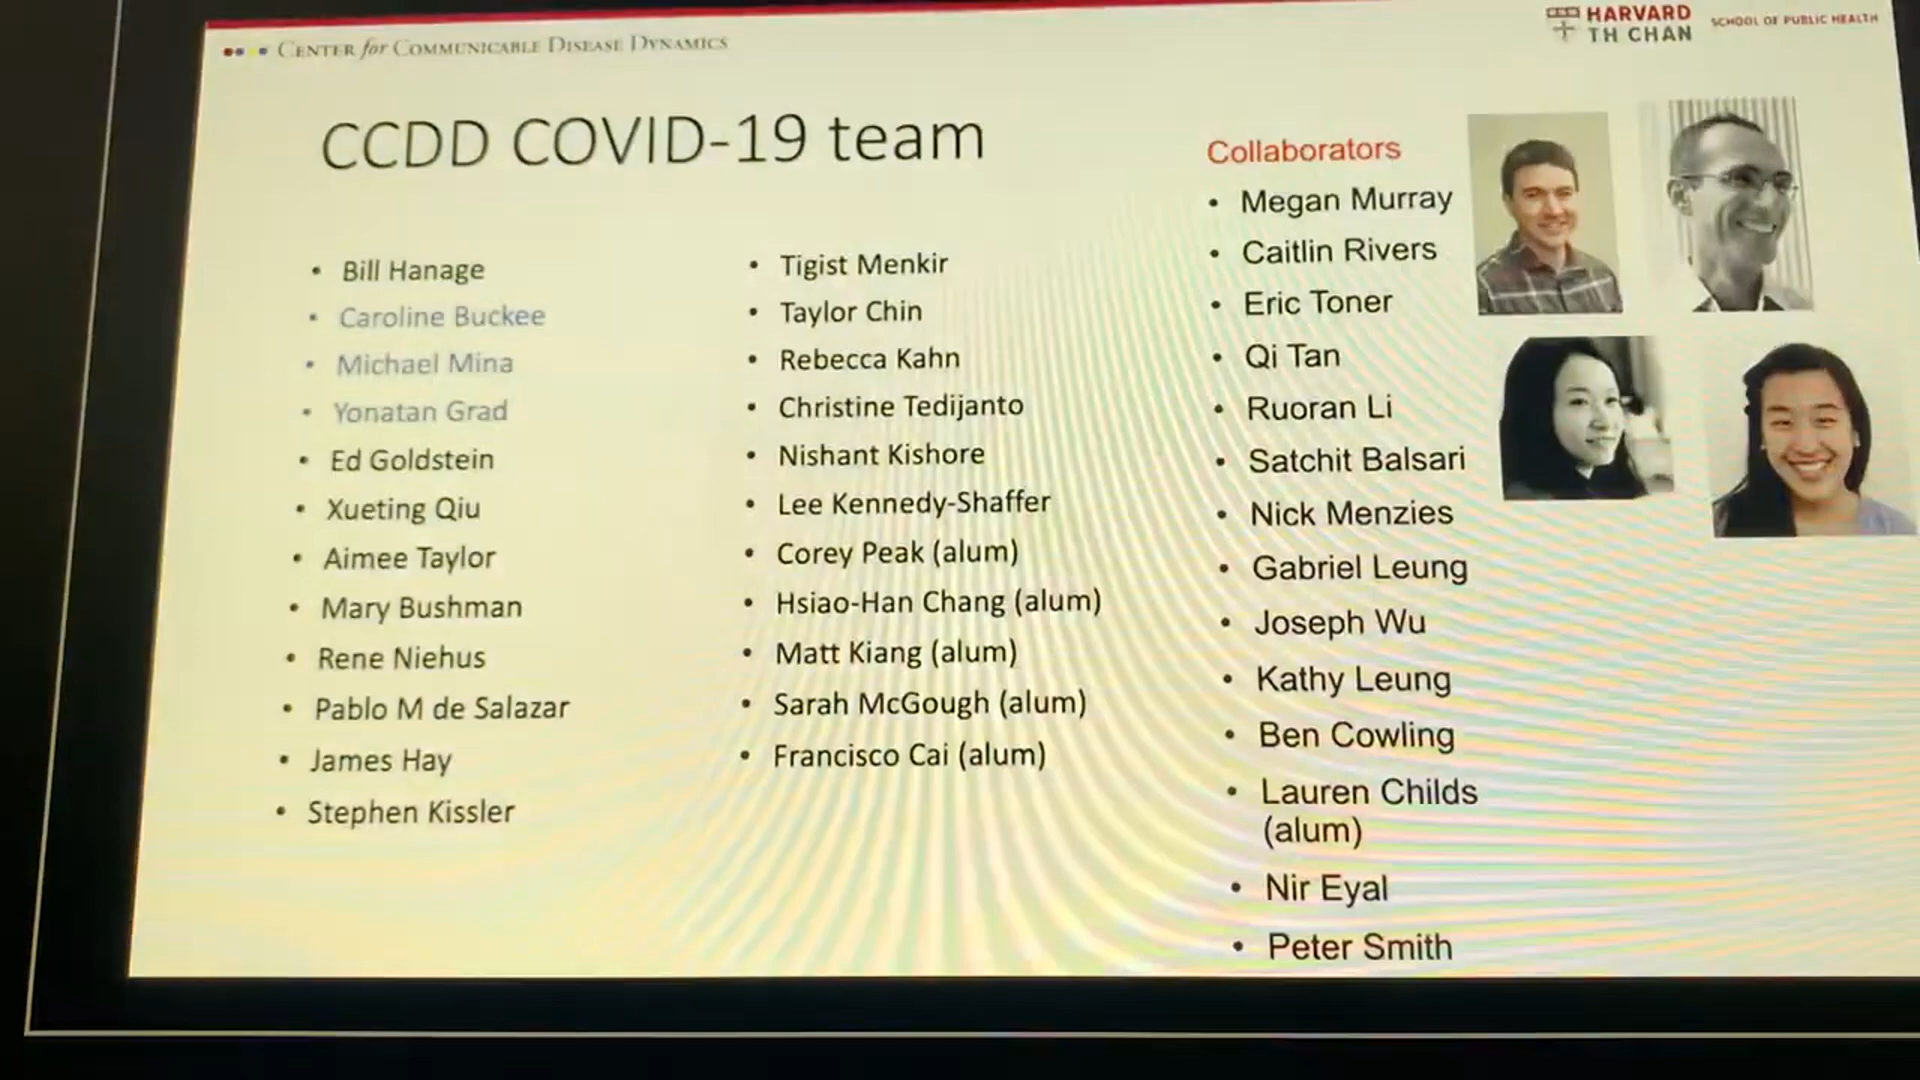 CENTER for COMMUNICABLE DISEASE DYNAMICS
HARVARD
TH CHAN
SCHOOL OF PUBLIC HEALTH
CCDD COVID-19 team
• Bill Hanage
• Caroline Buckee
• Michael Mina
• Yonatan Grad
• Ed Goldstein
• Xueting Qiu
• Aimee Taylor
• Mary Bushman
• Rene Niehus
• Pablo M de Salazar
• James Hay
• Stephen Kissler
• Tigist Menkir
• Taylor Chin
• Rebecca Kahn
• Christine Tedijanto
• Nishant Kishore
• Lee Kennedy-Shaffer
• Corey Peak (alum)
• Hsiao-Han Chang (alum)
• Matt Kiang (alum)
• Sarah McGough (alum)
• Francisco Cai (alum)
Collaborators
• Megan Murray
• Caitlin Rivers
• Eric Toner
• Qi Tan
• Ruoran Li
• Satchit Balsari
• Nick Menzies
• Gabriel Leung
• Joseph Wu
• Kathy Leung
• Ben Cowling
• Lauren Childs
(alum)
• Nir Eyal
• Peter Smith